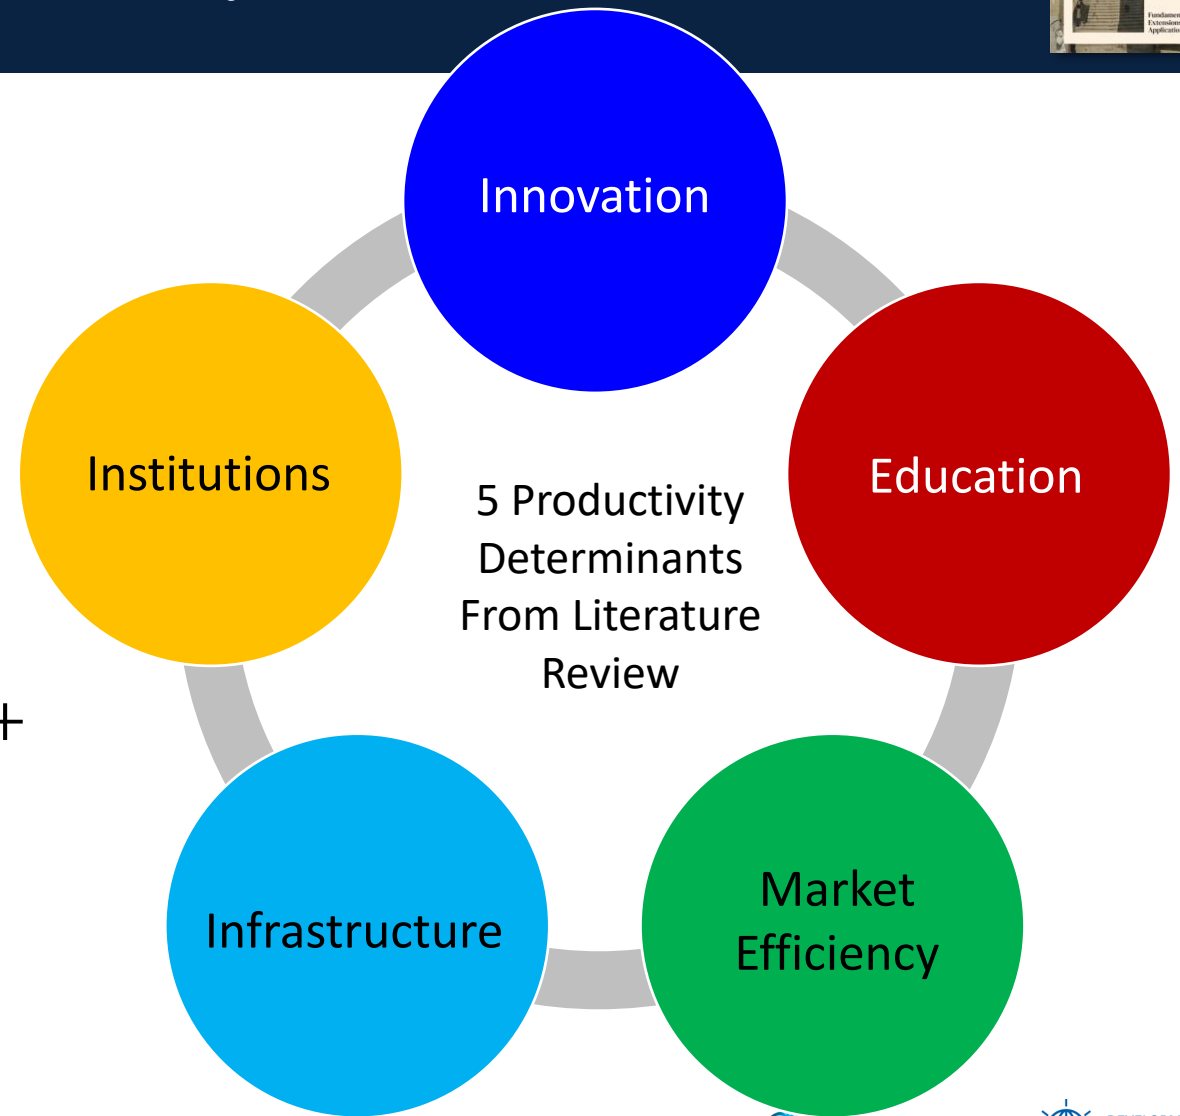 Innovation
Institutions
Education
5 Productivity
Determinants
From Literature
Review
+
Infrastructure
Market
Efficiency